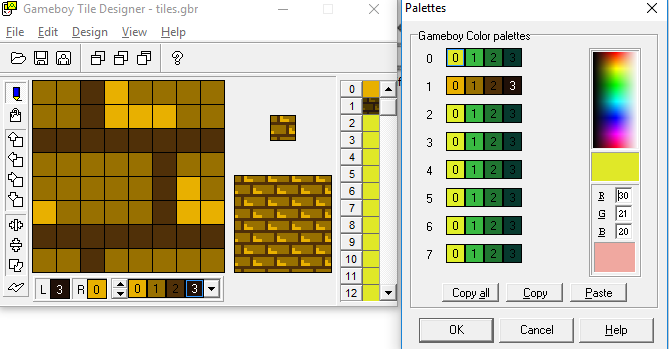 Gameboy Tile Designer - tiles.gbr
File Edit Design View Help
0
1
2
3
4
5
6
7
8
9
10
11
12
L 3 R 0 0 1 2 3
Palettes
Gameboy Color palettes
0 0 1 2 3
1 0 1 2 3
2 0 1 2 3
3 0 1 2 3
4 0 1 2 3
5 0 1 2 3
6 0 1 2 3
7 0 1 2 3
R 30
G 21
B 20
Copy all Copy Paste
OK Cancel Help